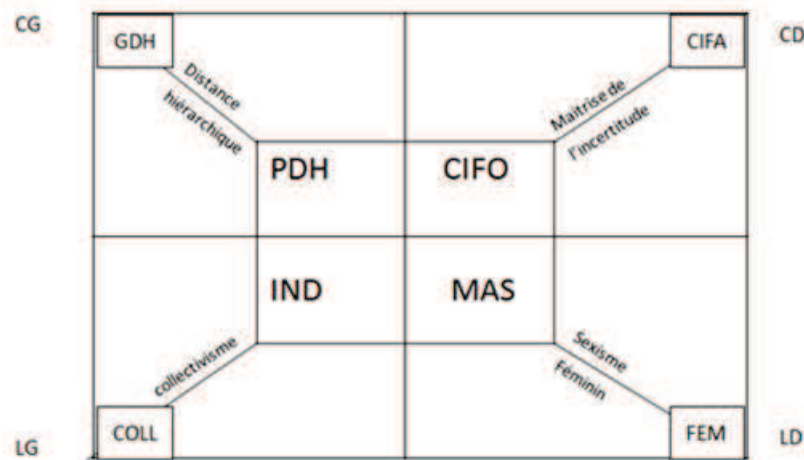 CG
GDH
CIFA
CD
Distance
hiérarchique
Maîtrise de
l'incertitude
PDH
CIFO
IND
MAS
collectivisme
Sexisme
Féminin
LG
COLL
FEM
LD